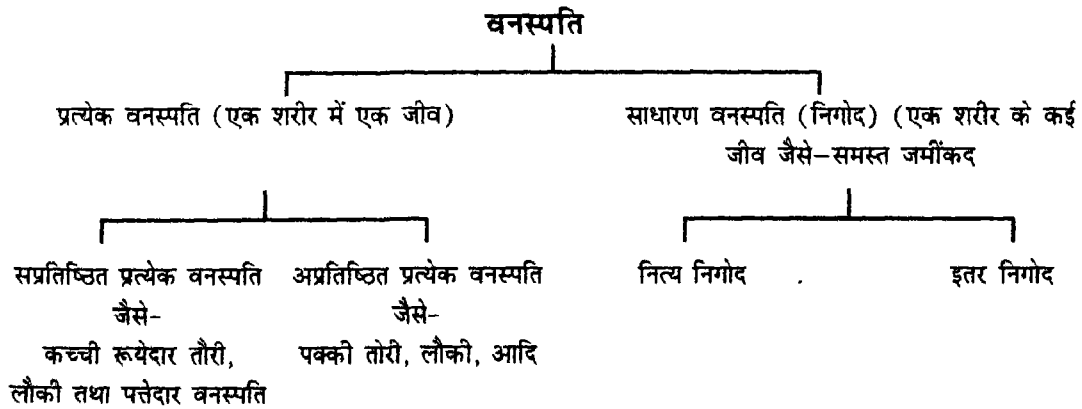 वनस्पति
प्रत्येक वनस्पति (एक शरीर में एक जीव)
साधारण वनस्पति (निगोद) (एक शरीर के कई
जीव जैसे-समस्त जमींकद
सप्रतिष्ठित प्रत्येक वनस्पति
जैसे-
कच्ची रूयेदार तौरी,
लौकी तथा पत्तेदार वनस्पति
अप्रतिष्ठित प्रत्येक वनस्पति
जैसे-
पक्की तोरी, लौकी, आदि
नित्य निगोद
इतर निगोद